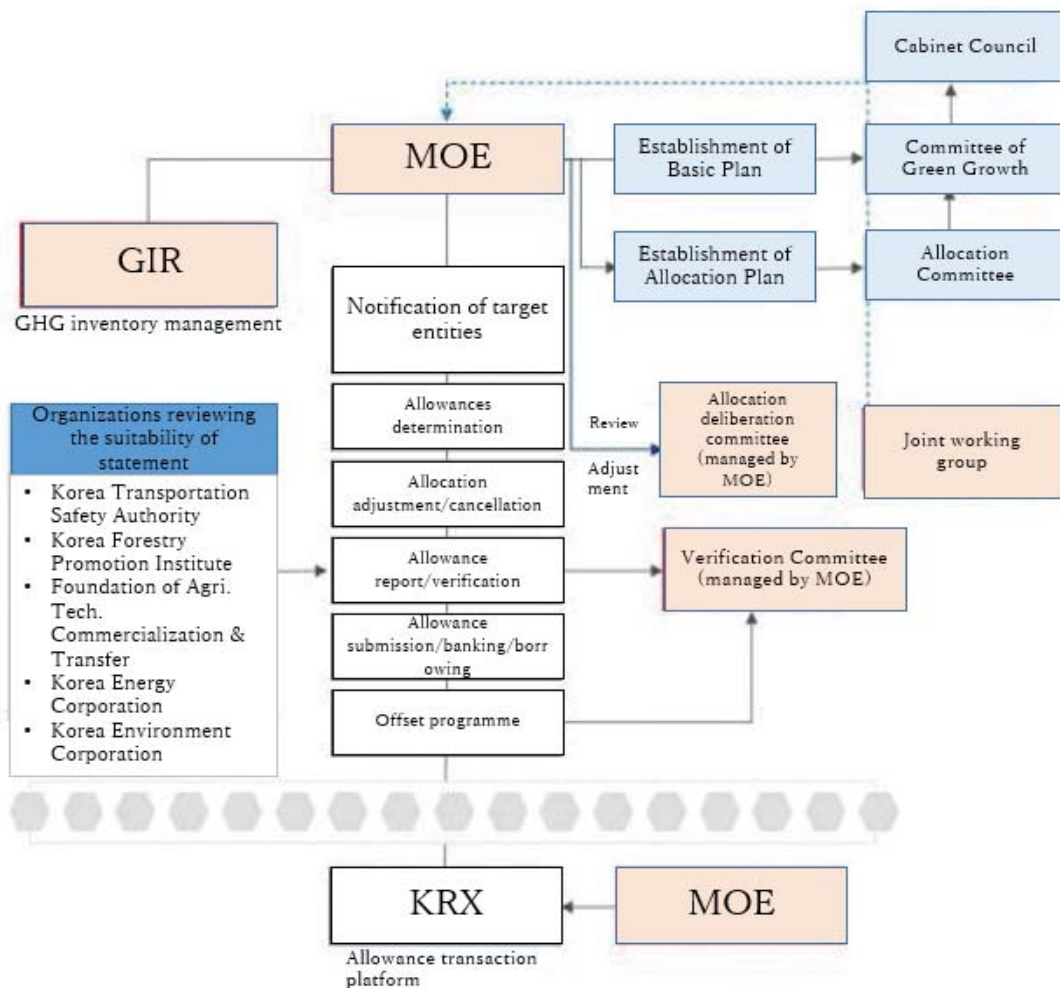 Cabinet Council
MOE
Establishment of
Basic Plan
Committee of
Green Growth
GIR
GHG inventory management
Establishment of
Allocation Plan
Allocation
Committee
Notification of target
entities
Allowances
determination
Review
Adjust
ment
Allocation
deliberation
committee
(managed by
MOE)
Joint working
group
Organizations reviewing
the suitability of
statement
• Korea Transportation
Safety Authority
• Korea Forestry
Promotion Institute
• Foundation of Agri.
Tech.
Commercialization &
Transfer
• Korea Energy
Corporation
• Korea Environment
Corporation
Allocation
adjustment/cancellation
Allowance
report/verification
Verification Committee
(managed by MOE)
Allowance
submission/banking/borr
owing
Offset programme
KRX
Allowance transaction
platform
MOE